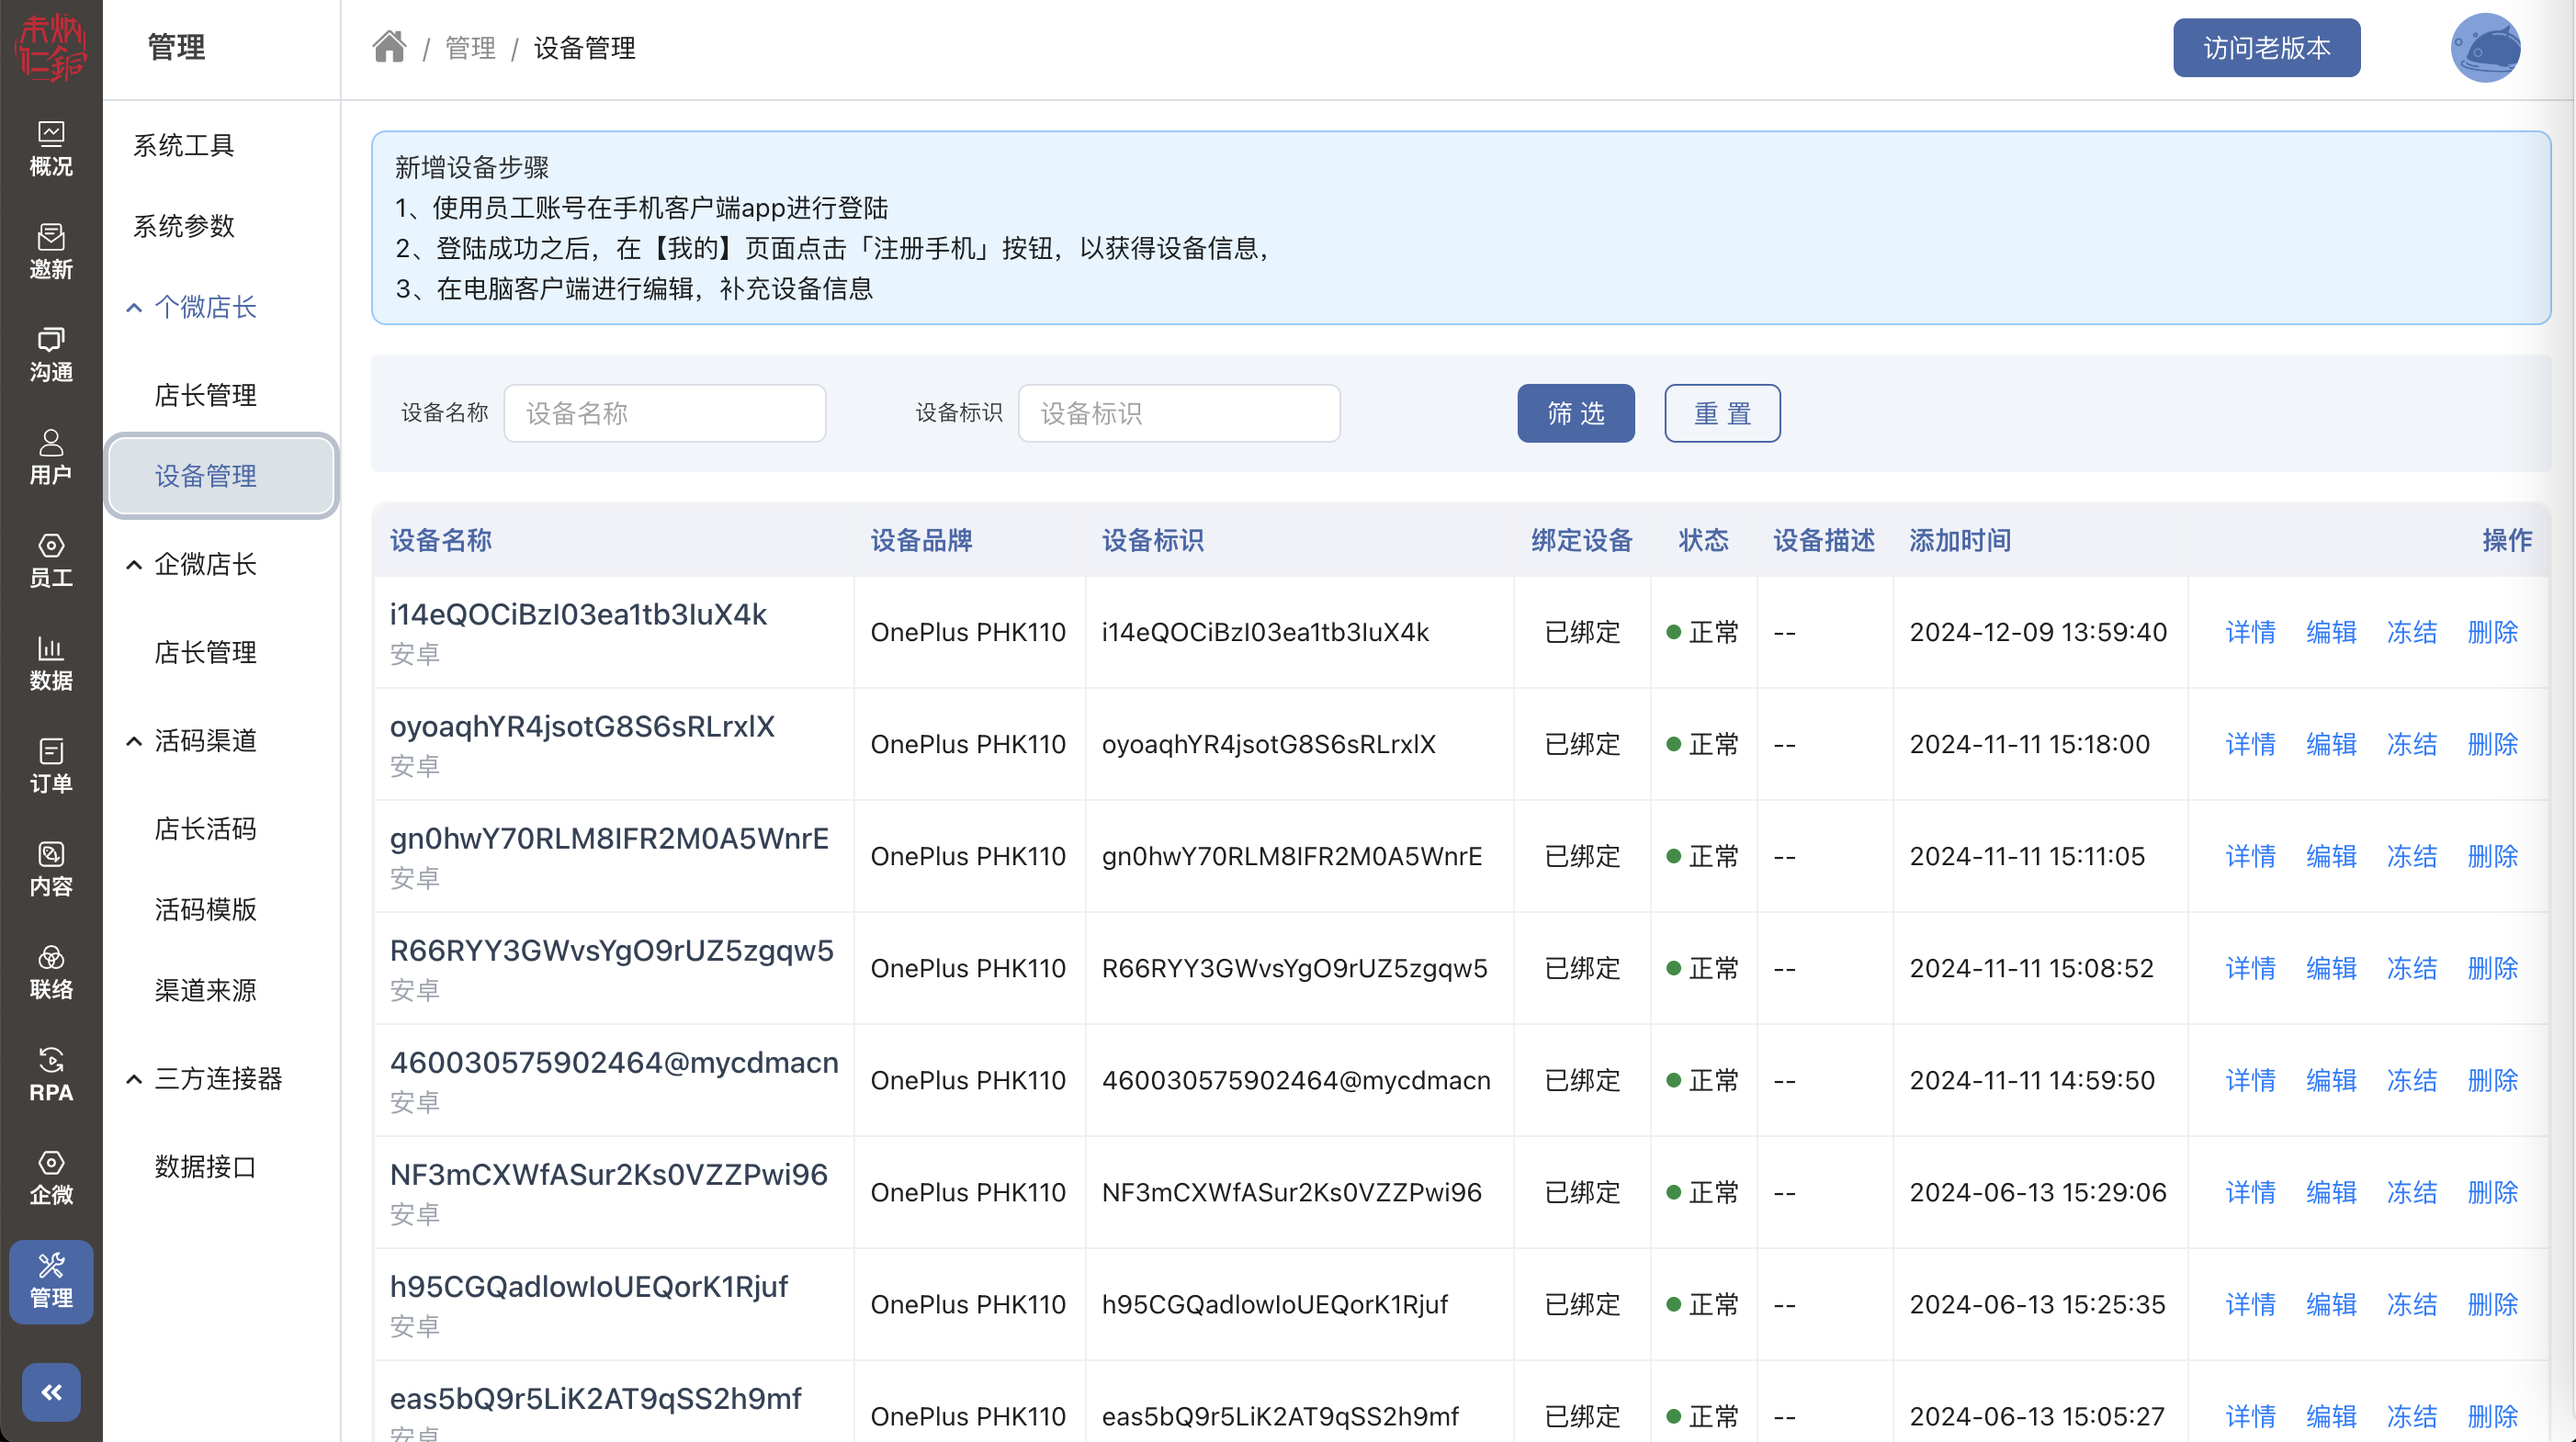 未炳
仁銅
概况
邀新
沟通
用户
员工
数据
订单
内容
联络
RPA
企微
管理
管理
系统工具
系统参数
个微店长
店长管理
设备管理
企微店长
店长管理
活码渠道
店长活码
活码模版
渠道来源
三方连接器
数据接口
/ 管理 / 设备管理
访问老版本
新增设备步骤
1、使用员工账号在手机客户端app进行登陆
2、登陆成功之后，在【我的】页面点击「注册手机」按钮，以获得设备信息，
3、在电脑客户端进行编辑，补充设备信息
设备名称 设备名称 设备标识 设备标识 筛 选 重 置
设备名称 设备品牌 设备标识 绑定设备 状态 设备描述 添加时间 操作
i14eQOCiBzI03ea1tb3IuX4k
安卓
OnePlus PHK110 i14eQOCiBzI03ea1tb3IuX4k 已绑定 正常 -- 2024-12-09 13:59:40 详情 编辑 冻结 删除
oyoaqhYR4jsotG8S6sRLrxlX
安卓
OnePlus PHK110 oyoaqhYR4jsotG8S6sRLrxlX 已绑定 正常 -- 2024-11-11 15:18:00 详情 编辑 冻结 删除
gn0hwY70RLM8IFR2M0A5WnrE
安卓
OnePlus PHK110 gn0hwY70RLM8IFR2M0A5WnrE 已绑定 正常 -- 2024-11-11 15:11:05 详情 编辑 冻结 删除
R66RYY3GWvsYgO9rUZ5zgqw5
安卓
OnePlus PHK110 R66RYY3GWvsYgO9rUZ5zgqw5 已绑定 正常 -- 2024-11-11 15:08:52 详情 编辑 冻结 删除
460030575902464@mycdmacn
安卓
OnePlus PHK110 460030575902464@mycdmacn 已绑定 正常 -- 2024-11-11 14:59:50 详情 编辑 冻结 删除
NF3mCXWfASur2Ks0VZZPwi96
安卓
OnePlus PHK110 NF3mCXWfASur2Ks0VZZPwi96 已绑定 正常 -- 2024-06-13 15:29:06 详情 编辑 冻结 删除
h95CGQadlowIoUEQorK1Rjuf
安卓
OnePlus PHK110 h95CGQadlowIoUEQorK1Rjuf 已绑定 正常 -- 2024-06-13 15:25:35 详情 编辑 冻结 删除
eas5bQ9r5LiK2AT9qSS2h9mf
安卓
OnePlus PHK110 eas5bQ9r5LiK2AT9qSS2h9mf 已绑定 正常 -- 2024-06-13 15:05:27 详情 编辑 冻结 删除